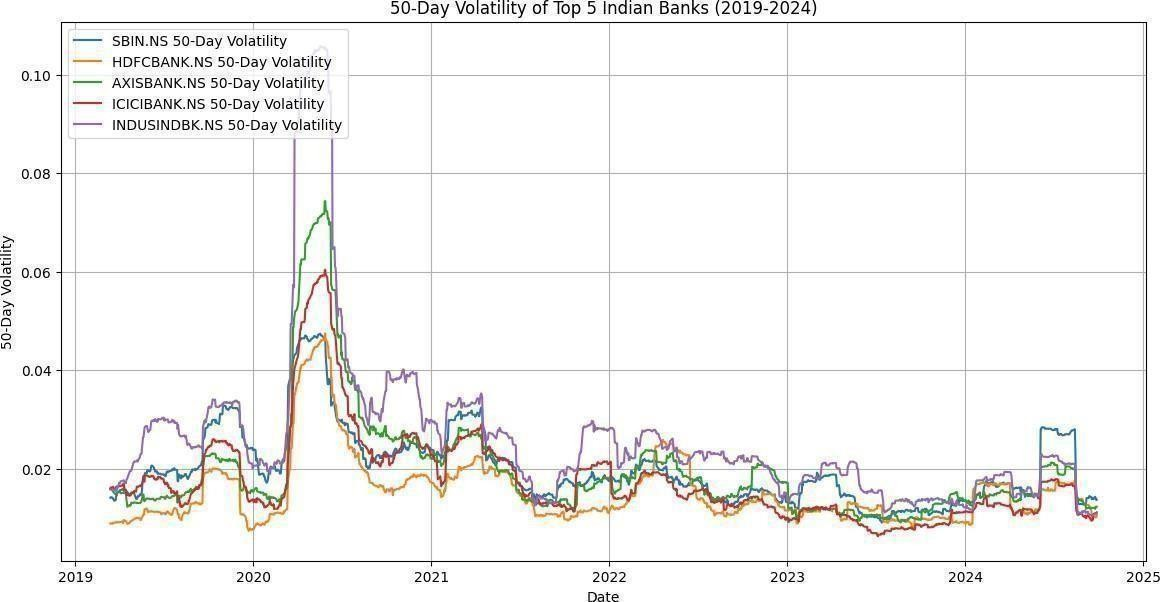 50-Day Volatility of Top 5 Indian Banks (2019-2024)
SBIN.NS 50-Day Volatility
HDFCBANK.NS 50-Day Volatility
AXISBANK.NS 50-Day Volatility
ICICIBANK.NS 50-Day Volatility
INDUSINDBK.NS 50-Day Volatility
0.10
0.08
0.06
0.04
0.02
50-Day Volatility
2019 2020 2021 2022 2023 2024 2025
Date